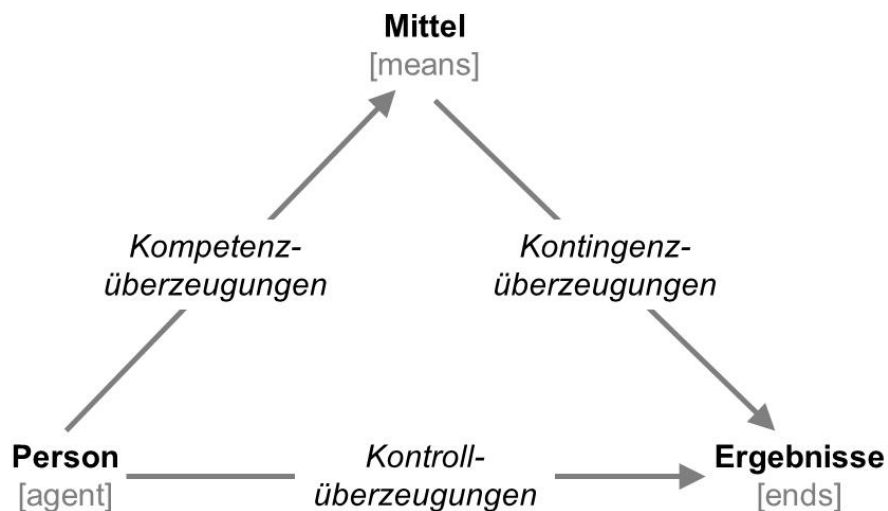 Mittel
[means]
Kompetenz-
überzeugungen
Kontingenz-
überzeugungen
Person
[agent]
Kontroll-
überzeugungen
Ergebnisse
[ends]